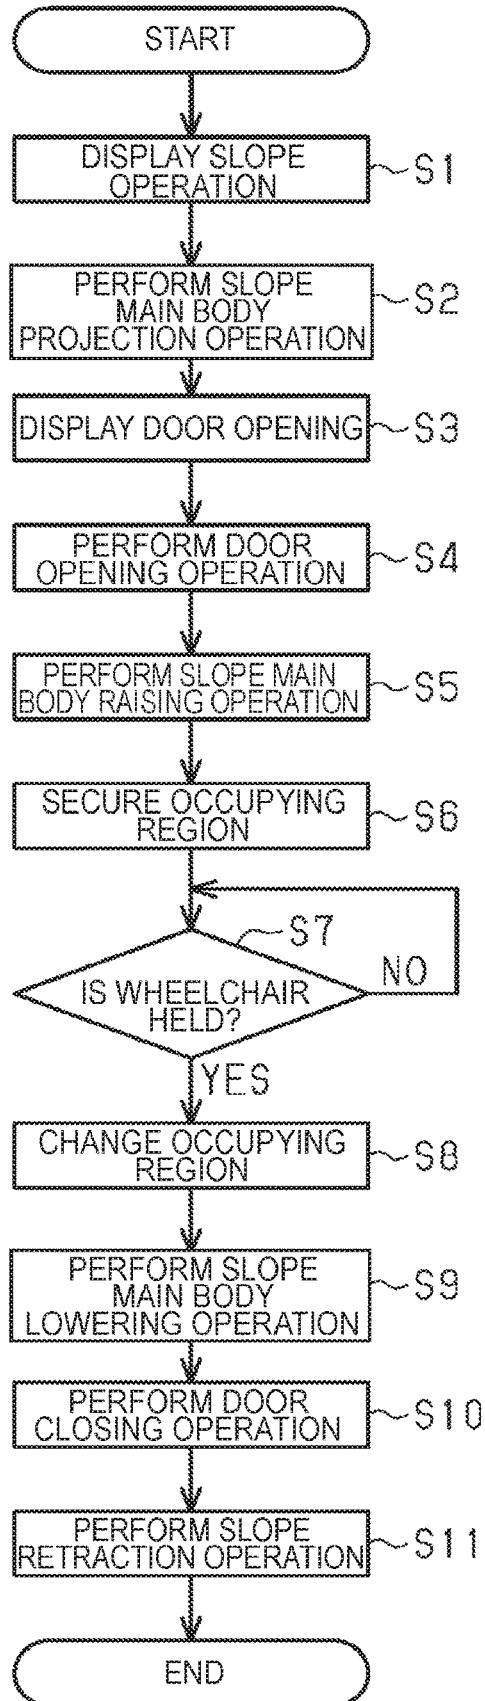 START
DISPLAY SLOPE
OPERATION
S1
PERFORM SLOPE
MAIN BODY
PROJECTION OPERATION
S2
DISPLAY DOOR OPENING
S3
PERFORM DOOR
OPENING OPERATION
S4
PERFORM SLOPE MAIN
BODY RAISING OPERATION
S5
SECURE OCCUPYING
REGION
S6
S7
IS WHEELCHAIR
HELD?
NO
YES
CHANGE OCCUPYING
REGION
S8
PERFORM SLOPE
MAIN BODY
LOWERING OPERATION
S9
PERFORM DOOR
CLOSING OPERATION
S10
PERFORM SLOPE
RETRACTION OPERATION
S11
END